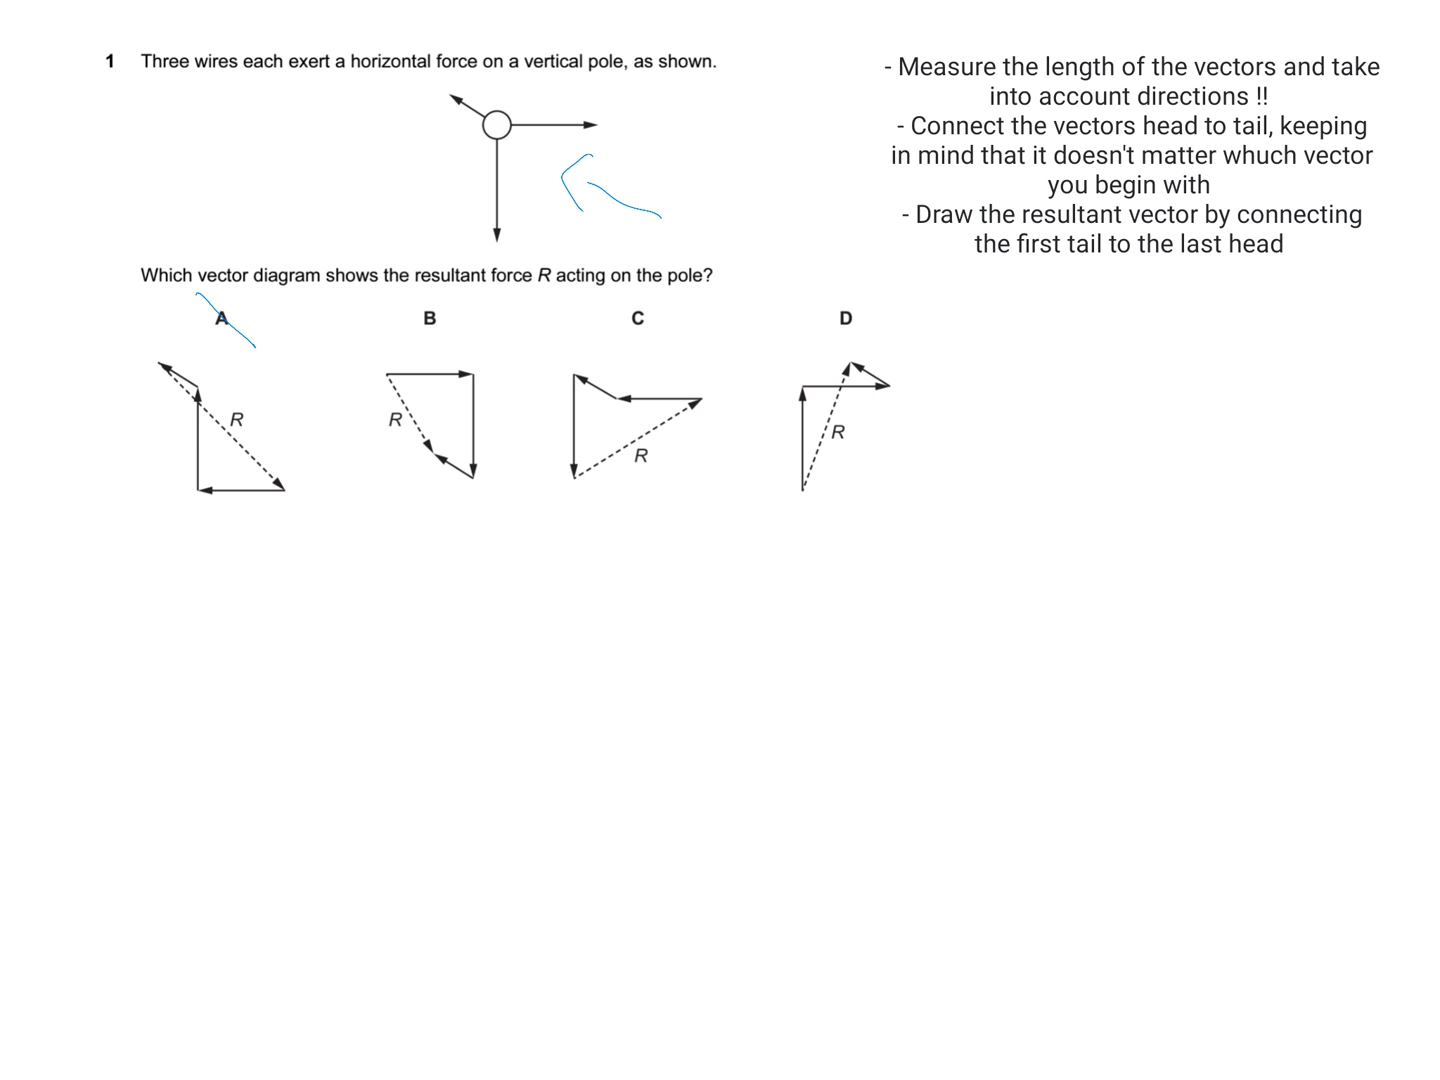 1 Three wires each exert a horizontal force on a vertical pole, as shown.
- Measure the length of the vectors and take
into account directions !!
- Connect the vectors head to tail, keeping
in mind that it doesn't matter whuch vector
you begin with
- Draw the resultant vector by connecting
the first tail to the last head
Which vector diagram shows the resultant force R acting on the pole?
A B C D
R R R R